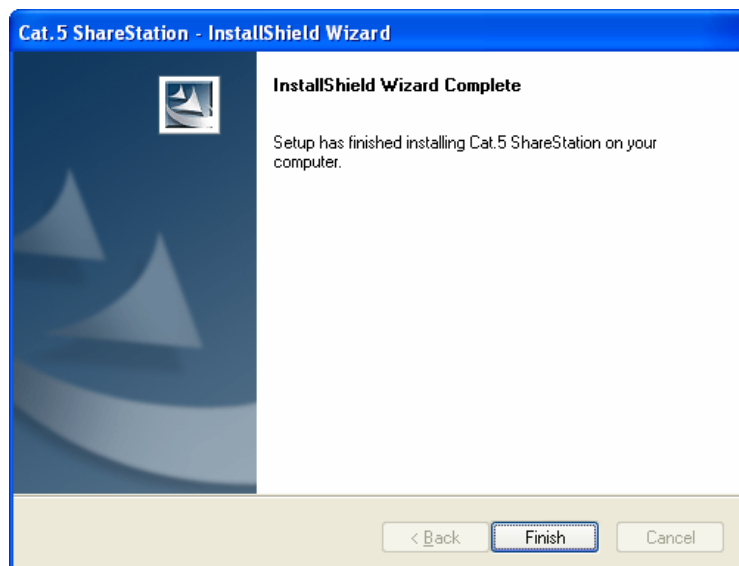 Cat.5 ShareStation - InstallShield Wizard
InstallShield Wizard Complete
Setup has finished installing Cat.5 ShareStation on your
computer.
< Back
Finish
Cancel